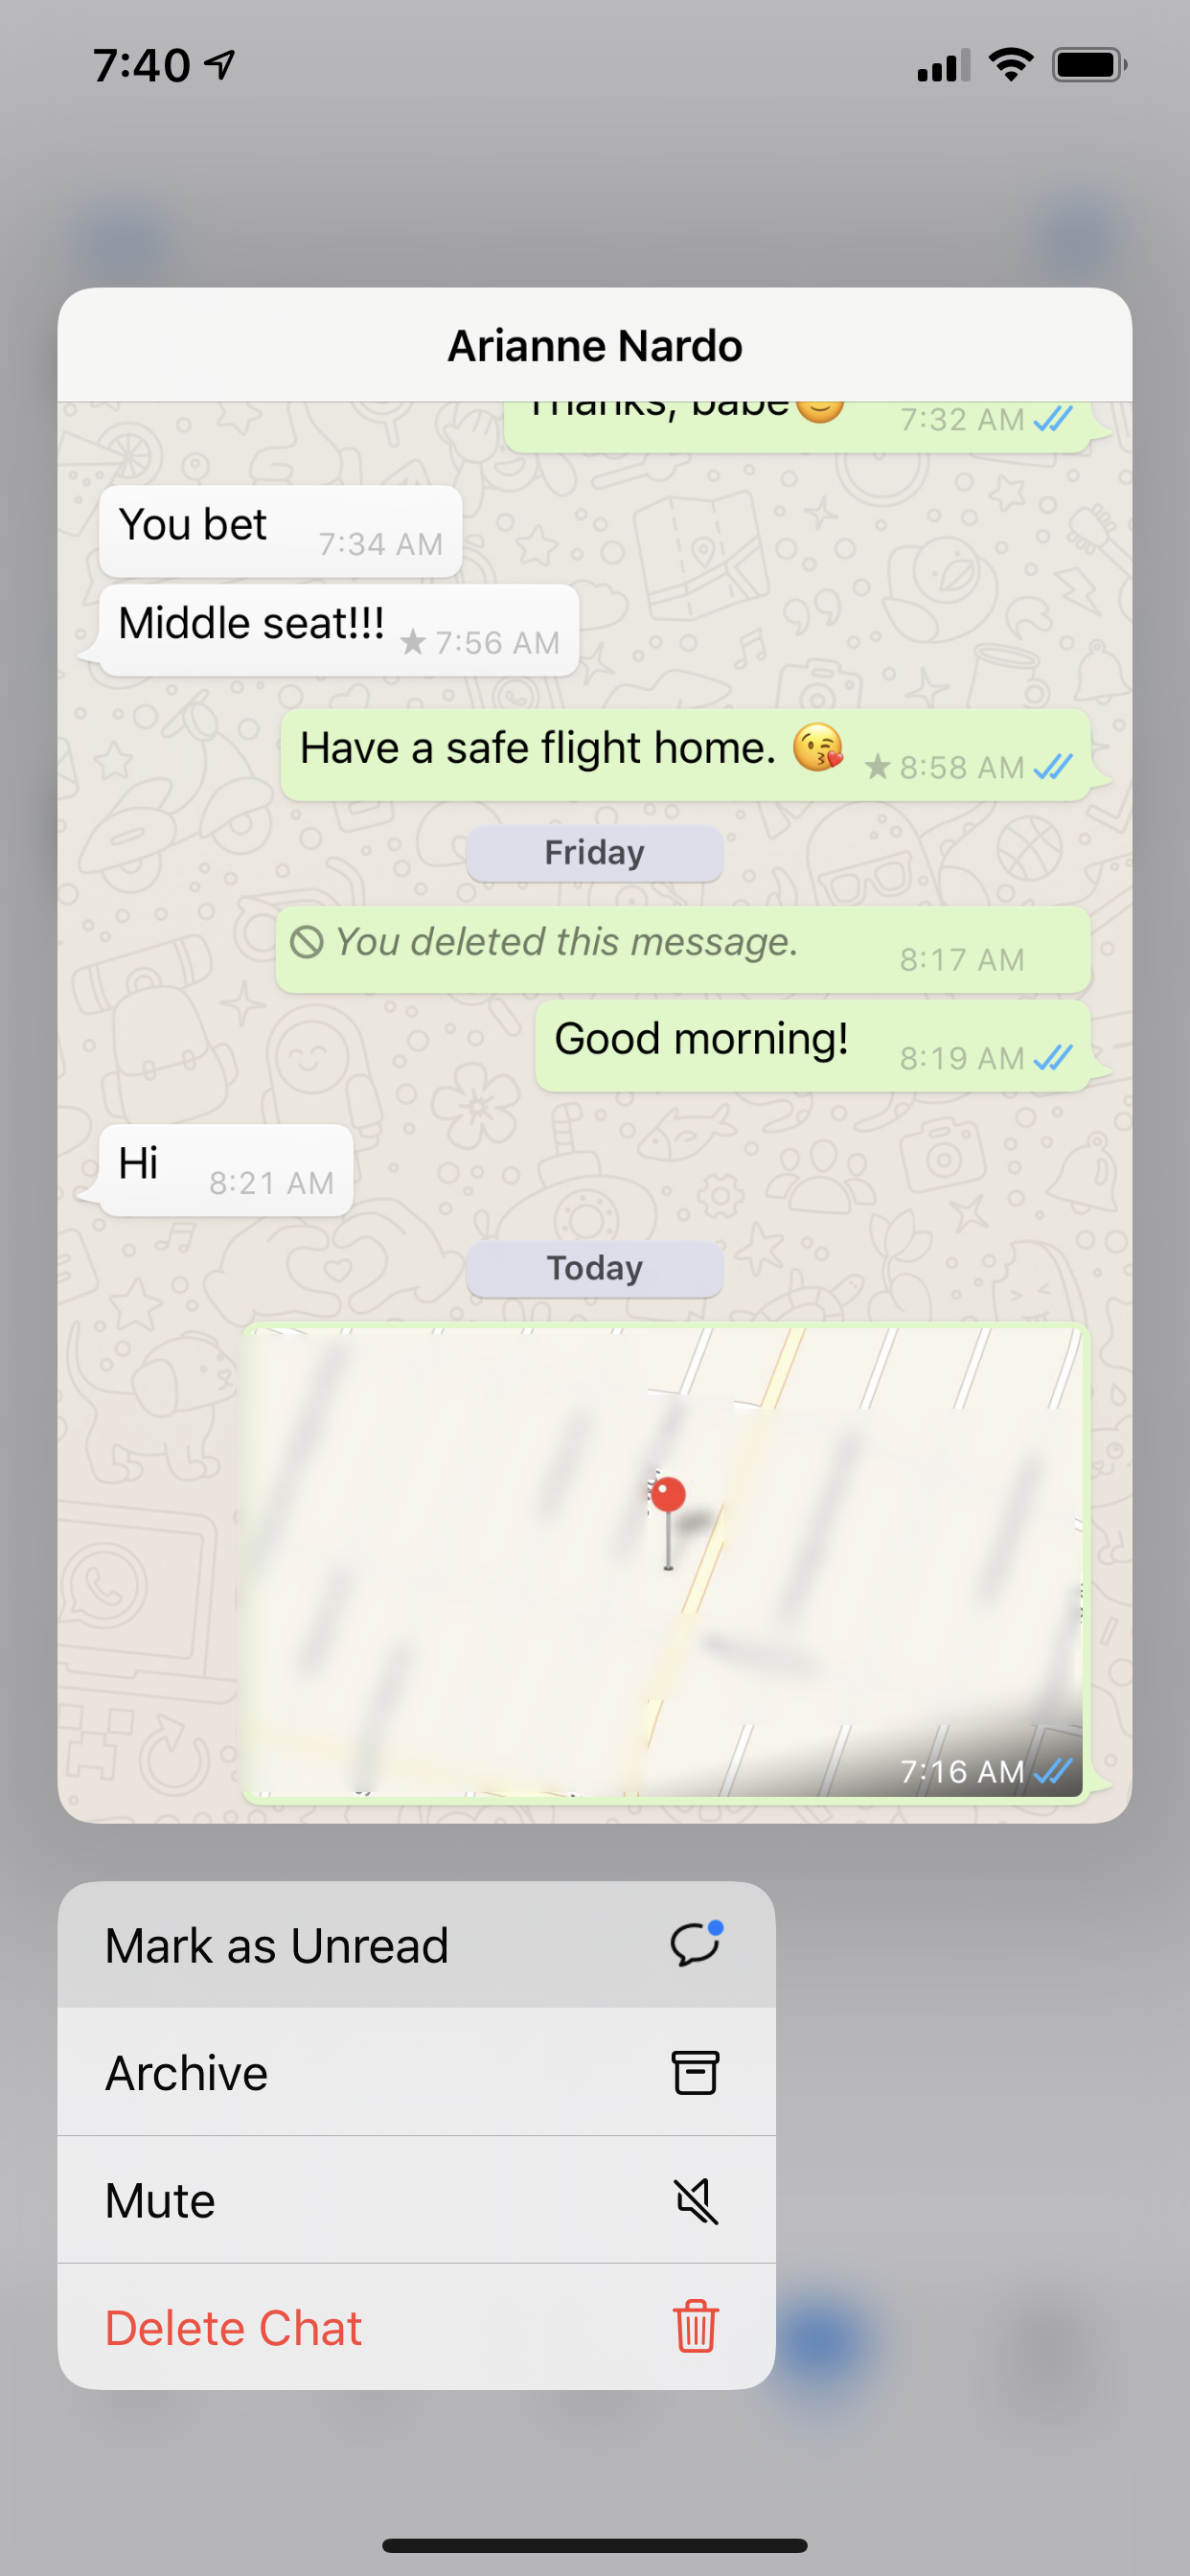 7:40
Arianne Nardo
Thanks, babe😊 7:32 AM
You bet 7:34 AM
Middle seat!!! ★ 7:56 AM
Have a safe flight home. 😘 ★ 8:58 AM
Friday
You deleted this message. 8:17 AM
Good morning! 8:19 AM
Hi 8:21 AM
Today
7:16 AM
Mark as Unread
Archive
Mute
Delete Chat